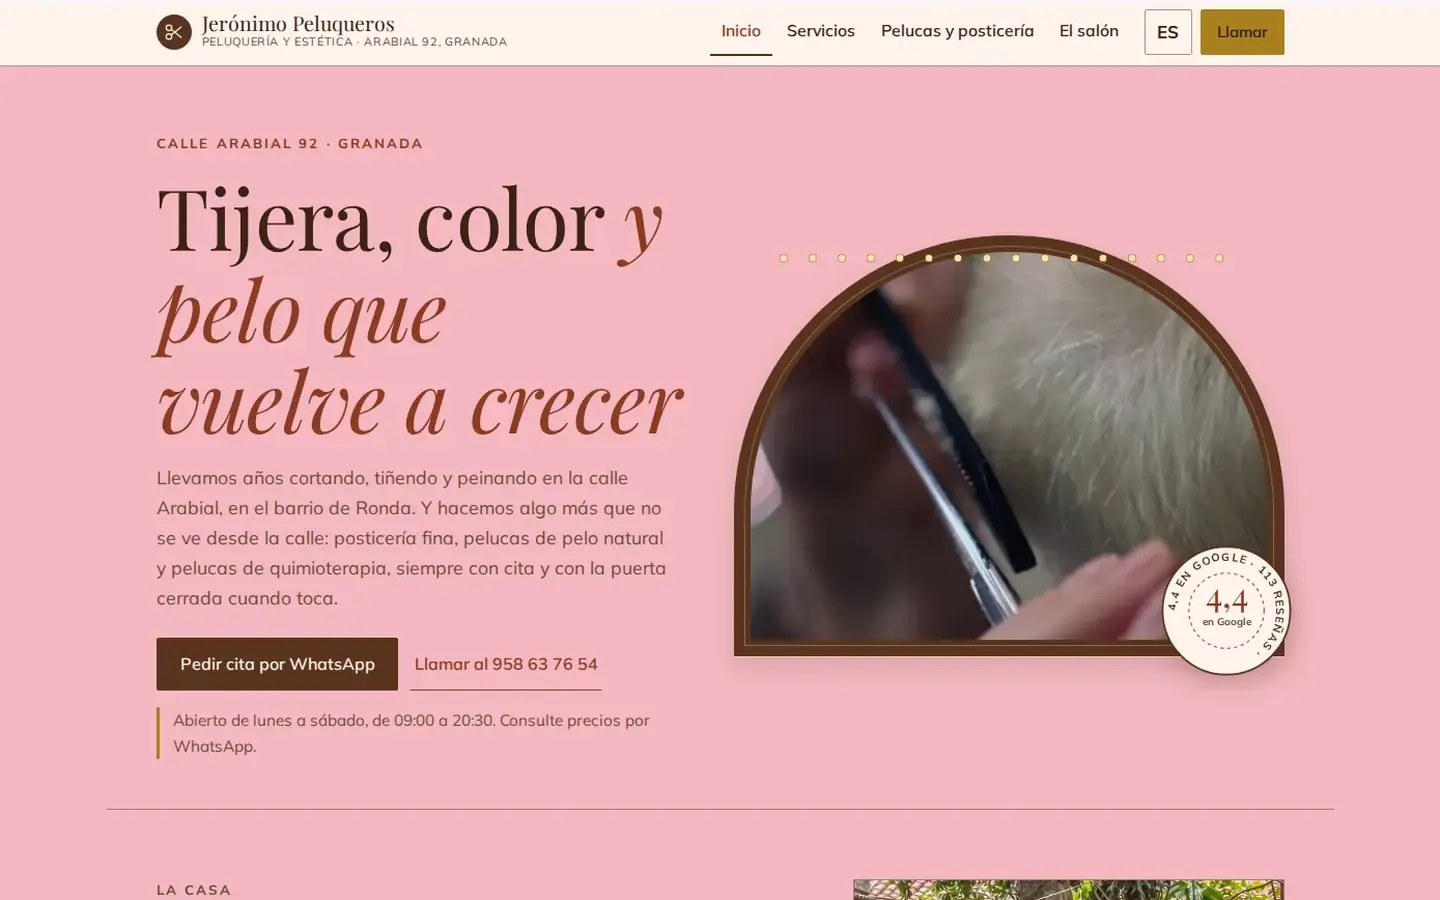 Jerónimo Peluqueros
PELUQUERÍA Y ESTÉTICA · ARABIAL 92, GRANADA
Inicio
Servicios
Pelucas y posticería
El salón
ES
Llamar
CALLE ARABIAL 92 · GRANADA
Tijera, color y
pelo que
vuelve a crecer
Llevamos años cortando, tiñendo y peinando en la calle
Arabial, en el barrio de Ronda. Y hacemos algo más que no
se ve desde la calle: posticería fina, pelucas de pelo natural
y pelucas de quimioterapia, siempre con cita y con la puerta
cerrada cuando toca.
Pedir cita por WhatsApp
Llamar al 958 63 76 54
Abierto de lunes a sábado, de 09:00 a 20:30. Consulte precios por
WhatsApp.
4,4 EN GOOGLE · 113 RESEÑAS ·
4,4
en Google
LA CASA